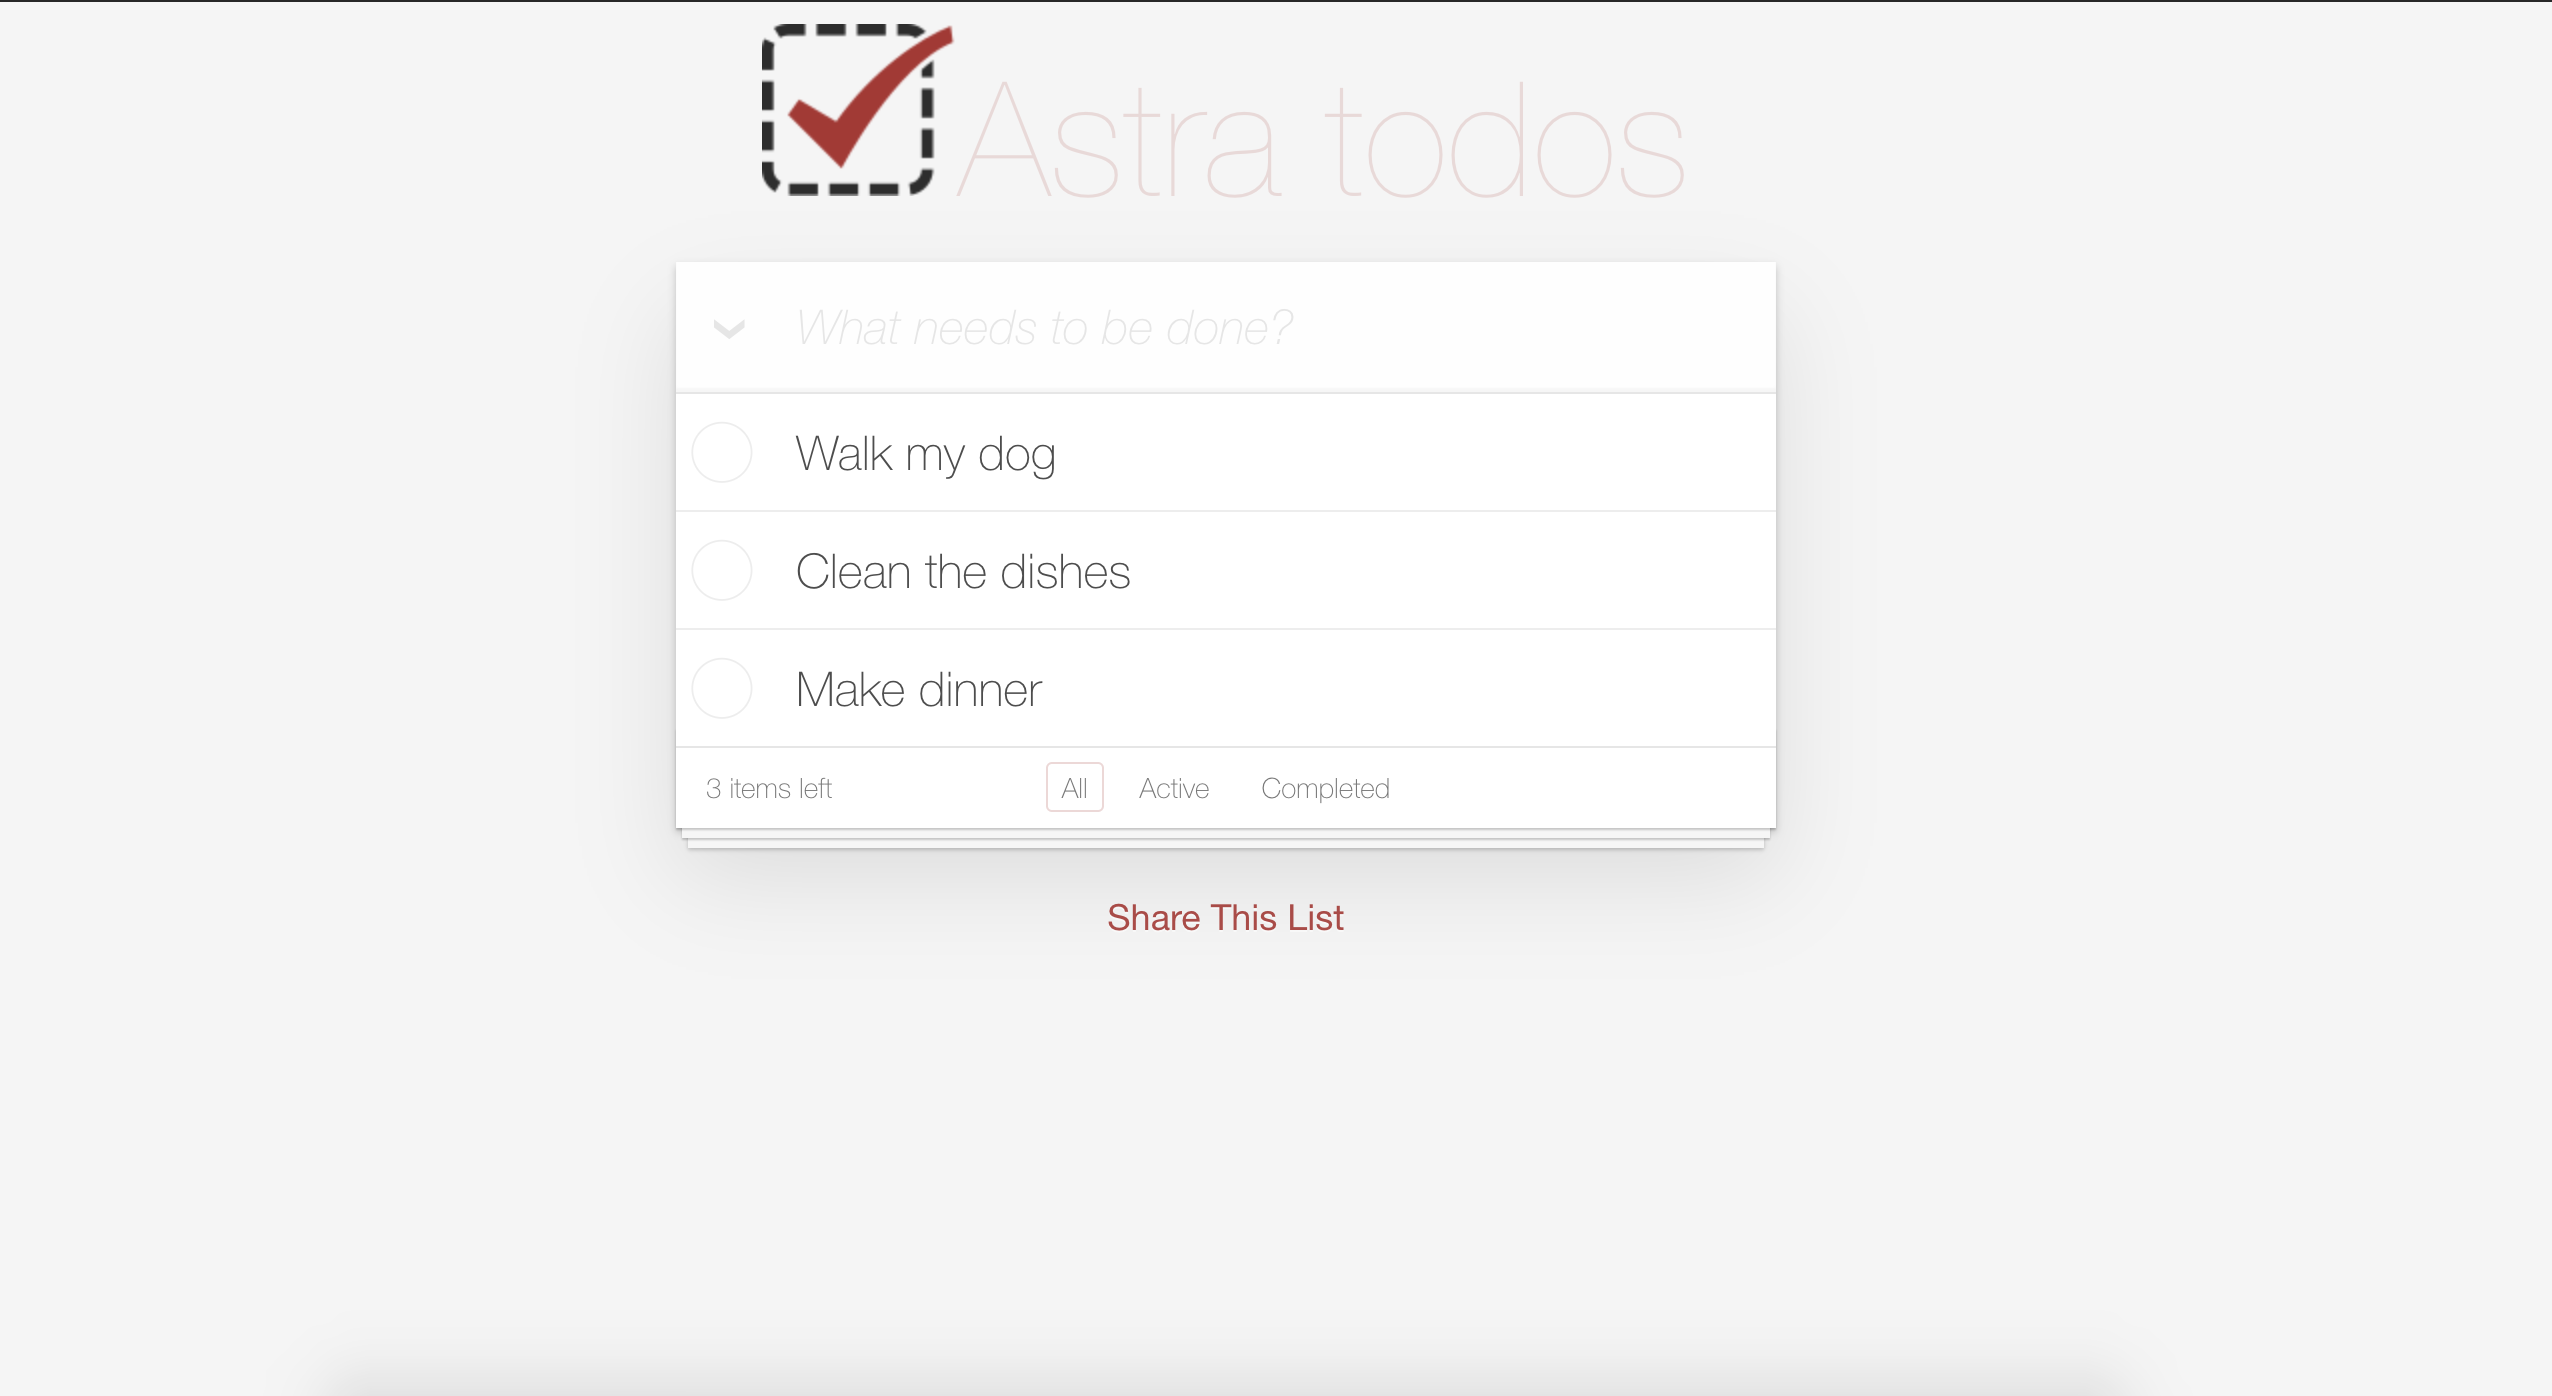 Astra todos
What needs to be done?
Walk my dog
Clean the dishes
Make dinner
3 items left All Active Completed
Share This List